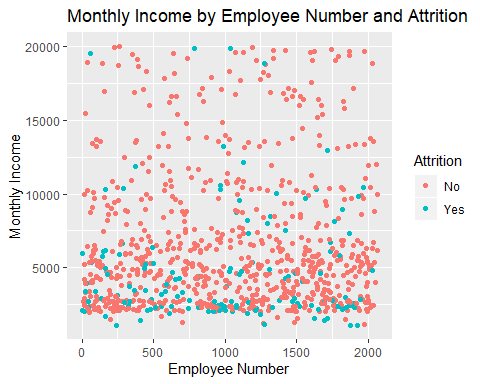 Monthly Income by Employee Number and Attrition
20000
15000
10000
5000
Monthly Income
0
500
1000
1500
2000
Employee Number
Attrition
No
Yes